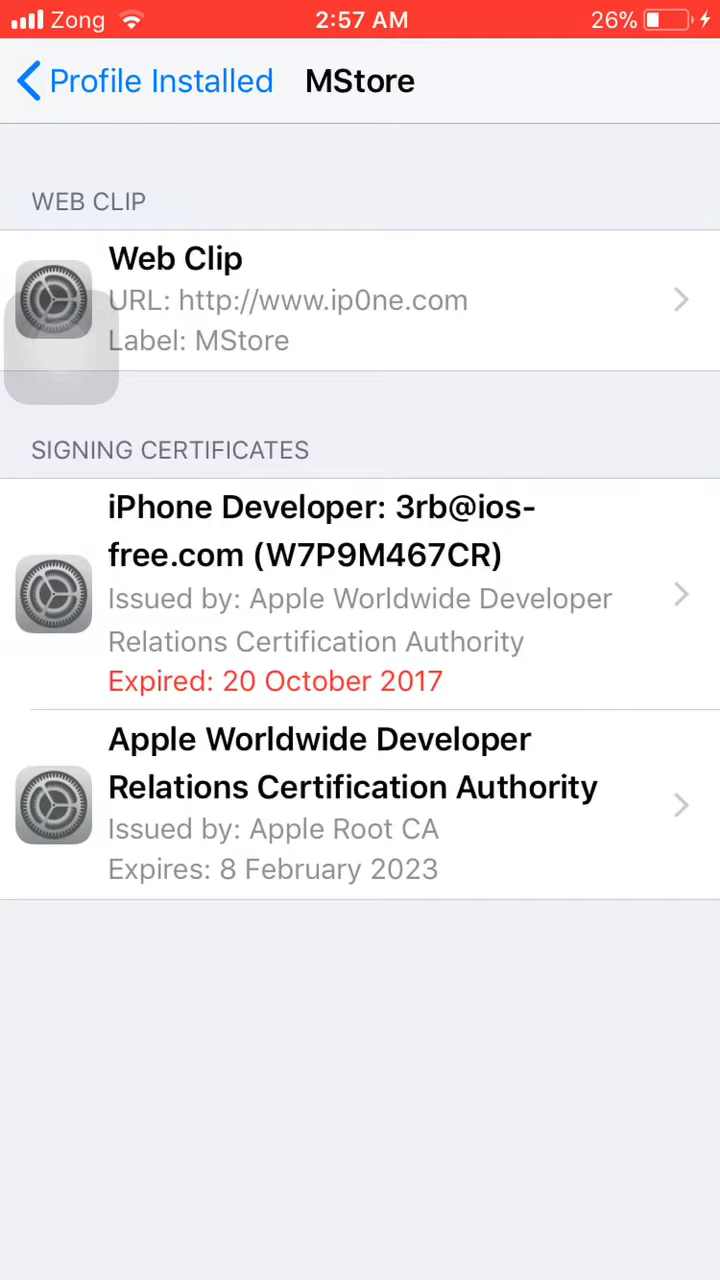 Zong 2:57 AM 26%
Profile Installed MStore
WEB CLIP
Web Clip
URL: http://www.ip0ne.com
Label: MStore
SIGNING CERTIFICATES
iPhone Developer: 3rb@ios-
free.com (W7P9M467CR)
Issued by: Apple Worldwide Developer
Relations Certification Authority
Expired: 20 October 2017
Apple Worldwide Developer
Relations Certification Authority
Issued by: Apple Root CA
Expires: 8 February 2023